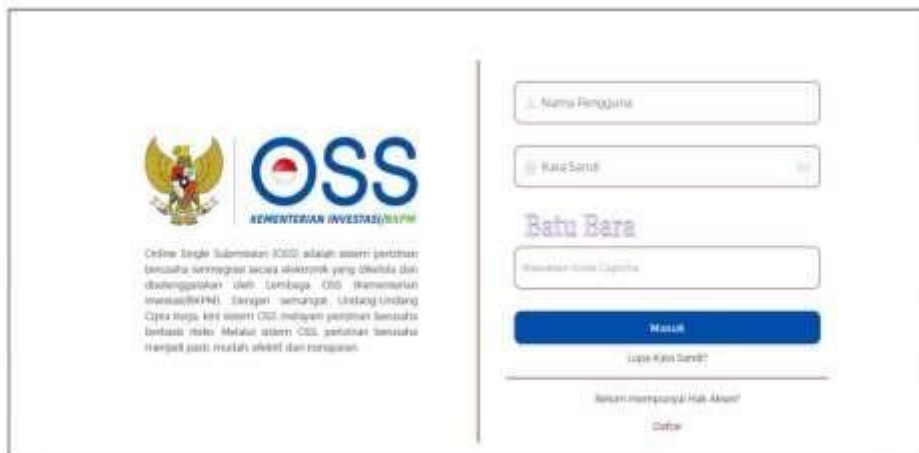 OSS
KEMENTERIAN INVESTASI/BKPM
Online Single Submission (OSS) adalah sistem perizinan
berusaha terintegrasi secara elektronik yang dikelola dan
diselenggarakan oleh Lembaga OSS (Kementerian
Investasi/BKPM). Dengan semangat Undang-Undang
Cipta Kerja, kini sistem OSS melayani perizinan berusaha
berbasis risiko. Melalui sistem OSS, perizinan berusaha
menjadi pasti, mudah, efektif dan transparan.
Nama Pengguna
Kata Sandi
Batu Bara
Masukkan Kode Captcha
Masuk
Lupa Kata Sandi?
Belum mempunyai Hak Akses?
Daftar